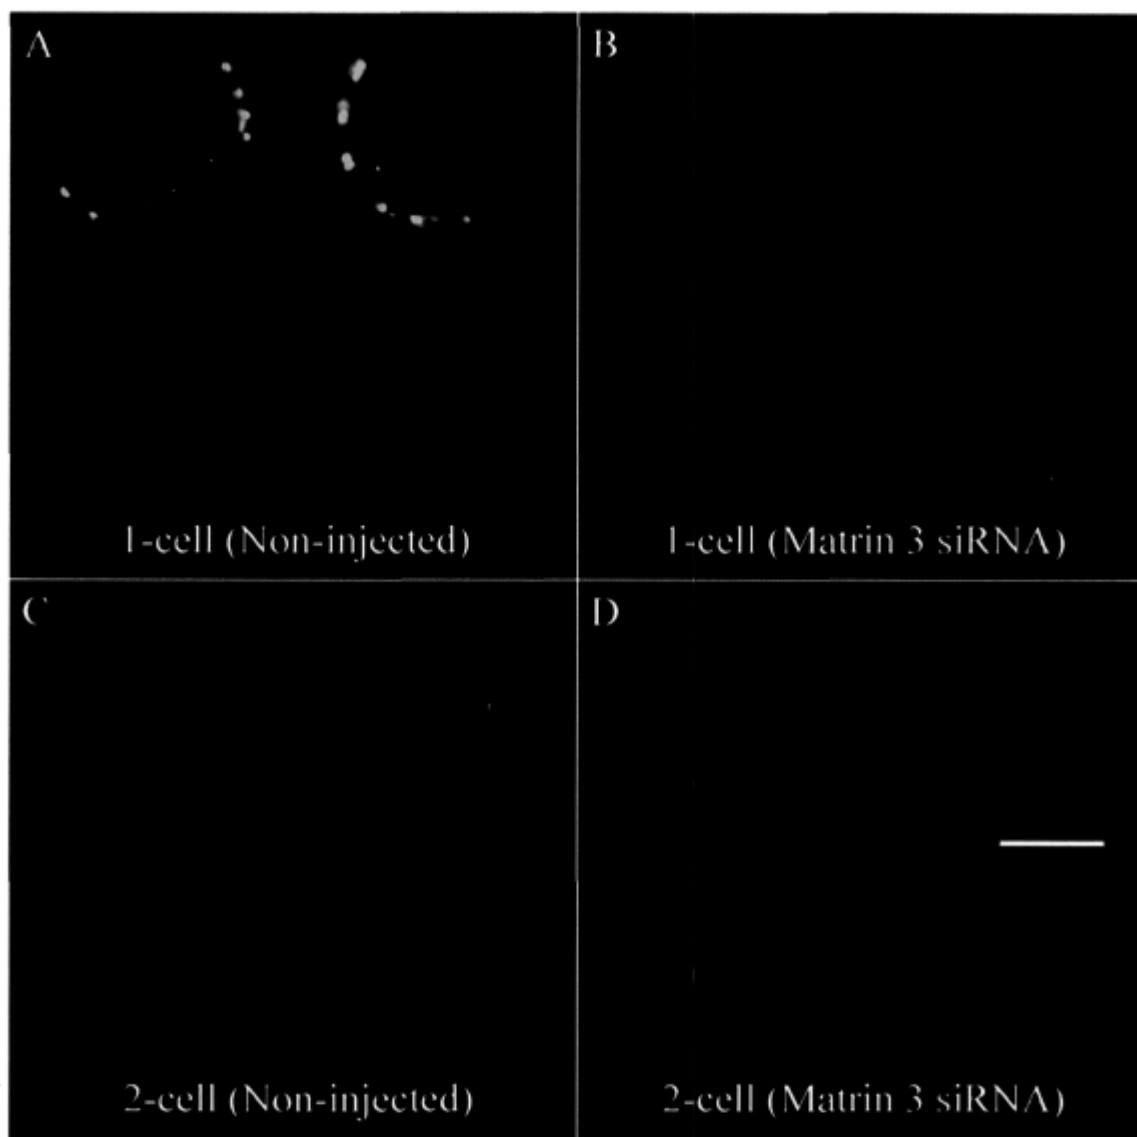 A
B
1-cell (Non-injected)
1-cell (Matrin 3 siRNA)
C
D
2-cell (Non-injected)
2-cell (Matrin 3 siRNA)